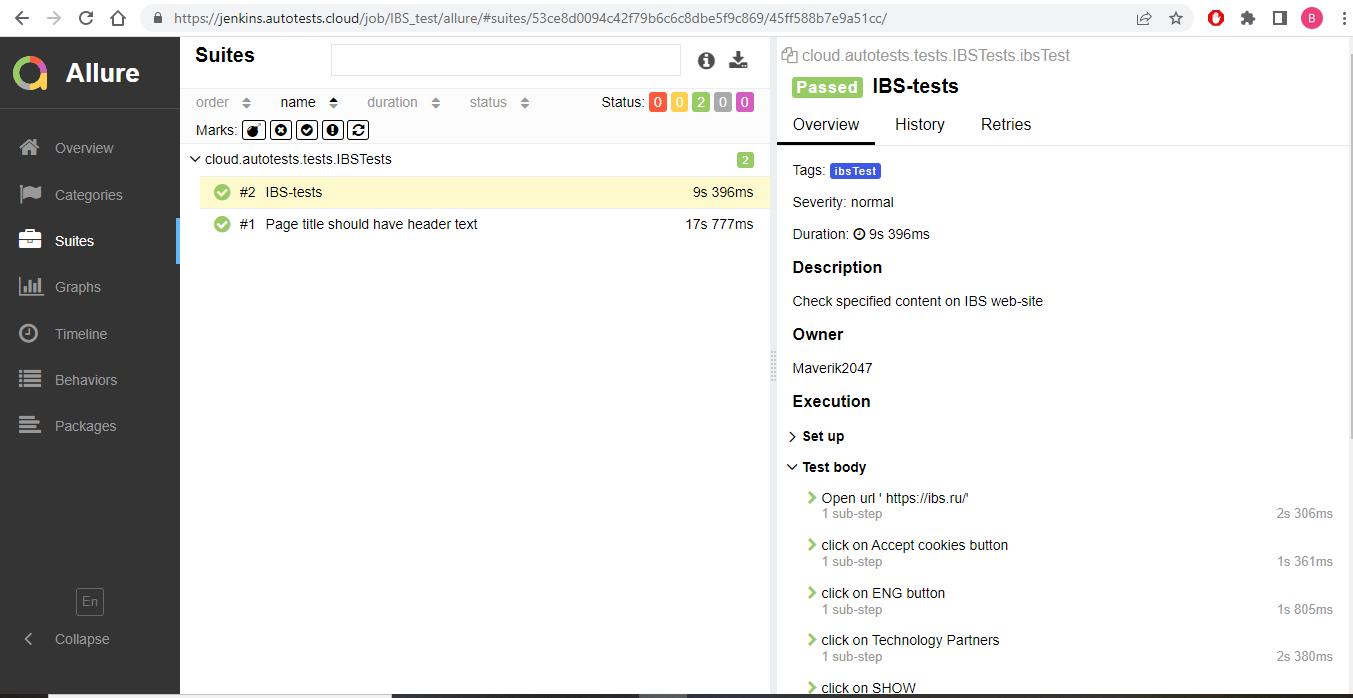 https://jenkins.autotests.cloud/job/IBS_test/allure/#suites/53ce8d0094c42f79b6c6c8dbe5f9c869/45ff588b7e9a51cc/
B
Allure
Overview
Categories
Suites
Graphs
Timeline
Behaviors
Packages
En
Collapse
Suites
order name duration status Status: 0 0 2 0 0
Marks:
cloud.autotests.tests.IBSTests 2
#2 IBS-tests 9s 396ms
#1 Page title should have header text 17s 777ms
cloud.autotests.tests.IBSTests.ibsTest
Passed IBS-tests
Overview History Retries
Tags: ibsTest
Severity: normal
Duration: 9s 396ms
Description
Check specified content on IBS web-site
Owner
Maverik2047
Execution
Set up
Test body
Open url ' https://ibs.ru/'
1 sub-step 2s 306ms
click on Accept cookies button
1 sub-step 1s 361ms
click on ENG button
1 sub-step 1s 805ms
click on Technology Partners
1 sub-step 2s 380ms
click on SHOW